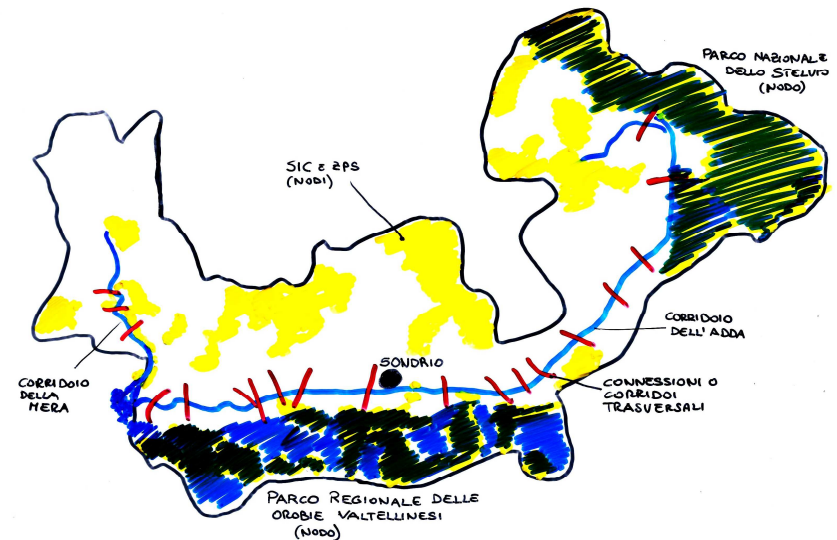 PARCO NAZIONALE
DELLO STELVIO
(NODO)
SIC E ZPS
(NODI)
CORRIDOIO
DELL'ADDA
SONDRIO
CORRIDOIO
DELLA
MERA
CONNESSIONI O
CORRIDOI
TRASVERSALI
PARCO REGIONALE DELLE
OROBIE VALTELLINESI
(NODO)